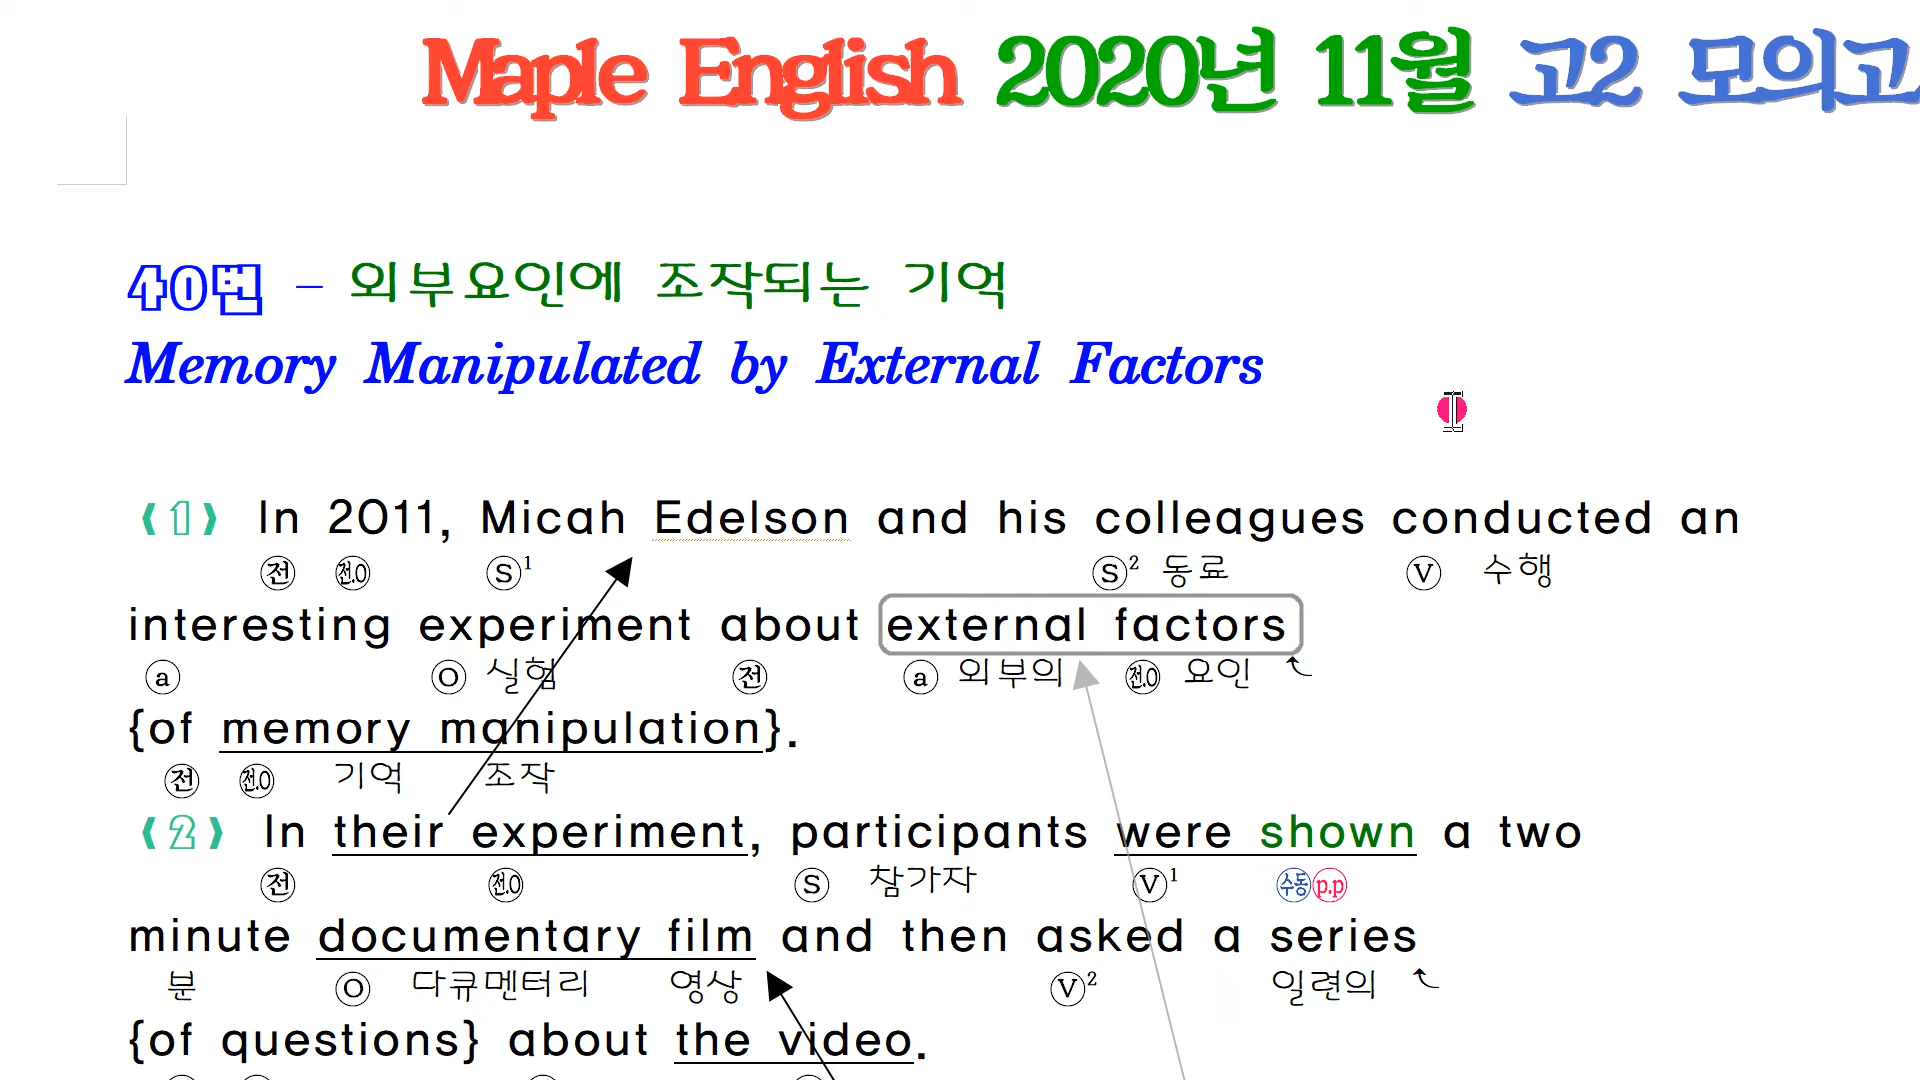 Maple English 2020년 11월 고2 모의고
40번 – 외부요인에 조작되는 기억
Memory Manipulated by External Factors
❪1❫ In 2011, Micah Edelson and his colleagues conducted an
전 전.O S1 S2 동료 V 수행
interesting experiment about external factors
a O 실험 전 a 외부의 전.O 요인
{of memory manipulation}.
전 전.O 기억 조작
❪2❫ In their experiment, participants were shown a two
전 전.O S 참가자 V1 수동 p.p
minute documentary film and then asked a series
분 O 다큐멘터리 영상 V2 일련의
{of questions} about the video.